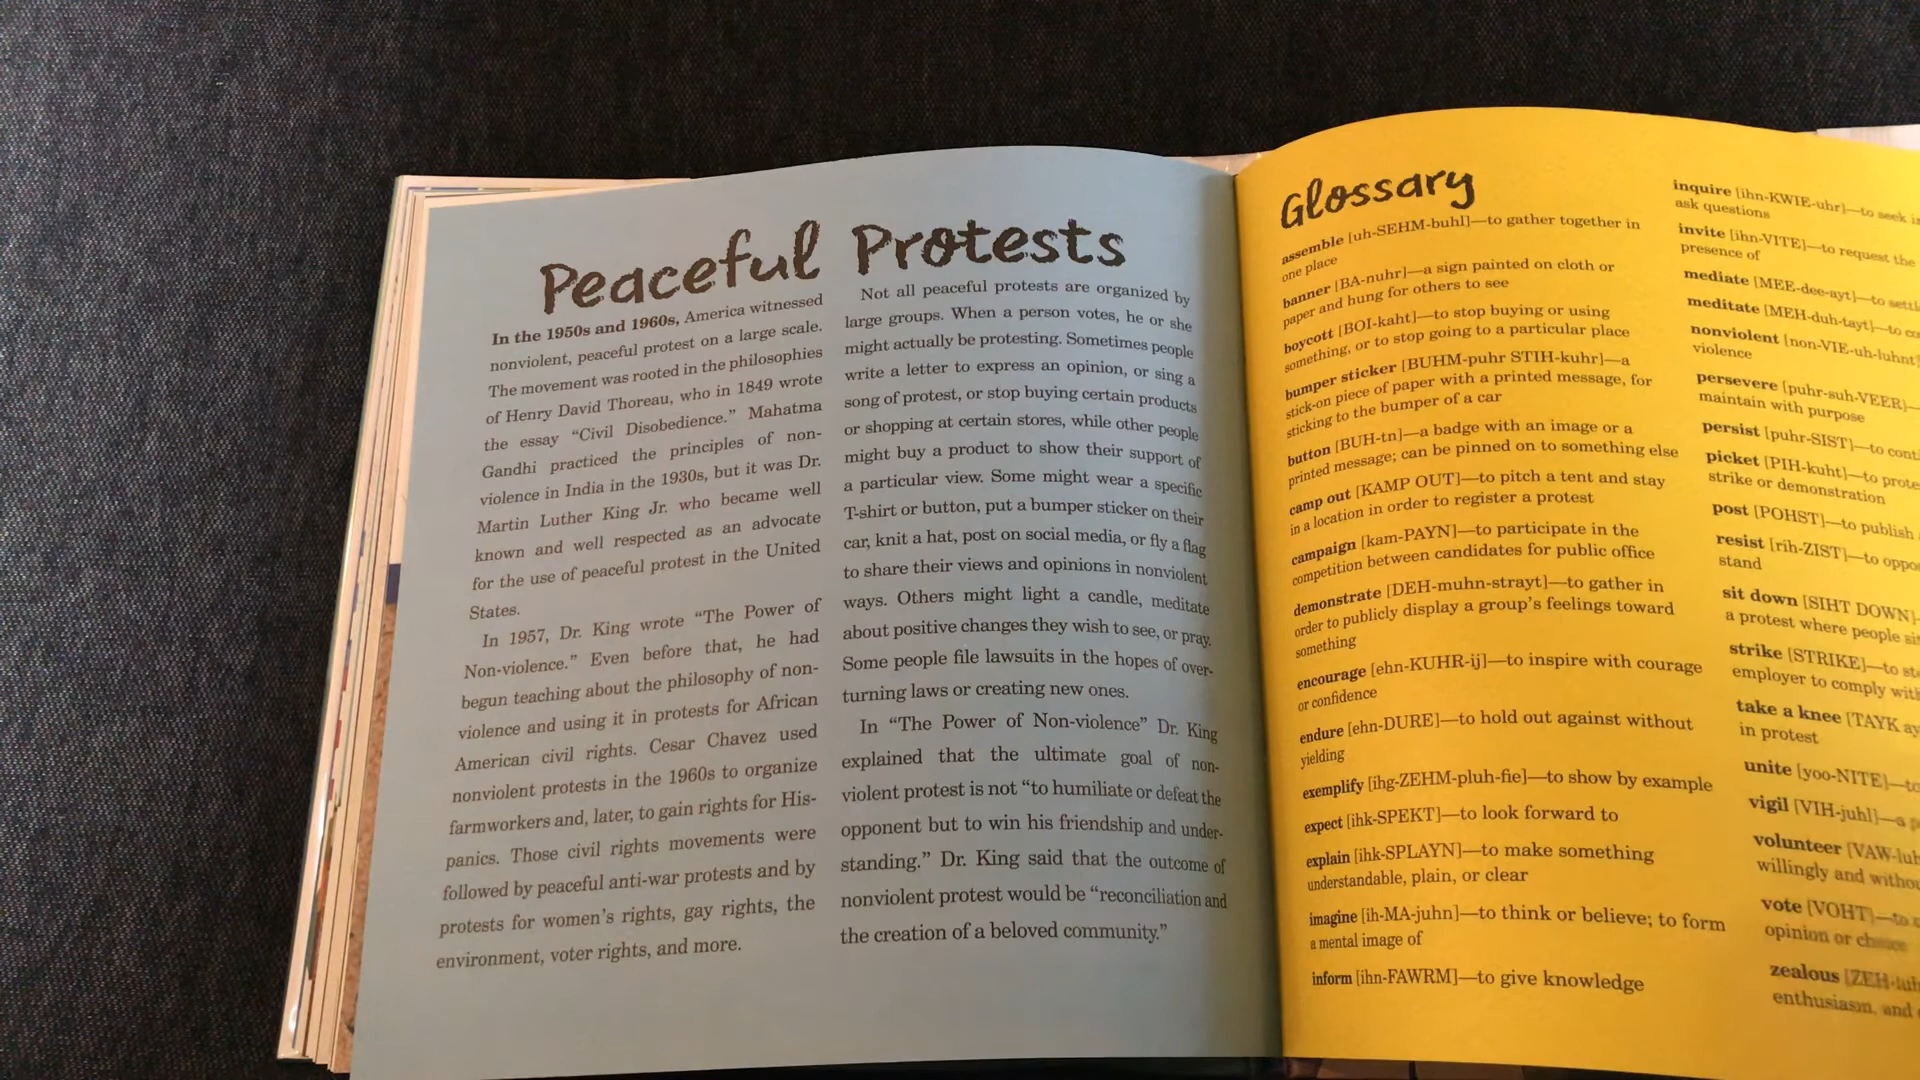 Peaceful Protests
In the 1950s and 1960s, America witnessed
nonviolent, peaceful protest on a large scale.
The movement was rooted in the philosophies
of Henry David Thoreau, who in 1849 wrote
the essay “Civil Disobedience.” Mahatma
Gandhi practiced the principles of non-
violence in India in the 1930s, but it was Dr.
Martin Luther King Jr. who became well
known and well respected as an advocate
for the use of peaceful protest in the United
States.
In 1957, Dr. King wrote “The Power of
Non-violence.” Even before that, he had
begun teaching about the philosophy of non-
violence and using it in protests for African
American civil rights. Cesar Chavez used
nonviolent protests in the 1960s to organize
farmworkers and, later, to gain rights for His-
panics. Those civil rights movements were
followed by peaceful anti-war protests and by
protests for women’s rights, gay rights, the
environment, voter rights, and more.
Not all peaceful protests are organized by
large groups. When a person votes, he or she
might actually be protesting. Sometimes people
write a letter to express an opinion, or sing a
song of protest, or stop buying certain products
or shopping at certain stores, while other people
might buy a product to show their support of
a particular view. Some might wear a specific
T-shirt or button, put a bumper sticker on their
car, knit a hat, post on social media, or fly a flag
to share their views and opinions in nonviolent
ways. Others might light a candle, meditate
about positive changes they wish to see, or pray.
Some people file lawsuits in the hopes of over-
turning laws or creating new ones.
In “The Power of Non-violence” Dr. King
explained that the ultimate goal of non-
violent protest is not “to humiliate or defeat the
opponent but to win his friendship and under-
standing.” Dr. King said that the outcome of
nonviolent protest would be “reconciliation and
the creation of a beloved community.”
Glossary
assemble [uh-SEHM-buhl]—to gather together in
one place
banner [BA-nuhr]—a sign painted on cloth or
paper and hung for others to see
boycott [BOI-kaht]—to stop buying or using
something, or to stop going to a particular place
bumper sticker [BUHM-puhr STIH-kuhr]—a
stick-on piece of paper with a printed message, for
sticking to the bumper of a car
button [BUH-tn]—a badge with an image or a
printed message; can be pinned on to something else
camp out [KAMP OUT]—to pitch a tent and stay
in a location in order to register a protest
campaign [kam-PAYN]—to participate in the
competition between candidates for public office
demonstrate [DEH-muhn-strayt]—to gather in
order to publicly display a group’s feelings toward
something
encourage [ehn-KUHR-ij]—to inspire with courage
or confidence
endure [ehn-DURE]—to hold out against without
yielding
exemplify [ihg-ZEHM-pluh-fie]—to show by example
expect [ihk-SPEKT]—to look forward to
explain [ihk-SPLAYN]—to make something
understandable, plain, or clear
imagine [ih-MA-juhn]—to think or believe; to form
a mental image of
inform [ihn-FAWRM]—to give knowledge
inquire [ihn-KWIE-uhr]—to seek
ask questions
invite [ihn-VITE]—to request the
presence of
mediate [MEE-dee-ayt]—to
meditate [MEH-duh-tayt]—to
nonviolent [non-VIE-uh-luhnt]
violence
persevere [puhr-suh-VEER]—
maintain with purpose
persist [puhr-SIST]—to
picket [PIH-kuht]—to
strike or demonstration
post [POHST]—to publish
resist [rih-ZIST]—to
stand
sit down [SIHT DOWN]—
a protest where people
strike [STRIKE]—to
employer to comply
take a knee [TAYK
in protest
unite [yoo-NITE]—to
vigil [VIH-juhl]—a
volunteer
willingly and
vote [VOHT]—to
opinion or choice
zealous
enthusiasm, and